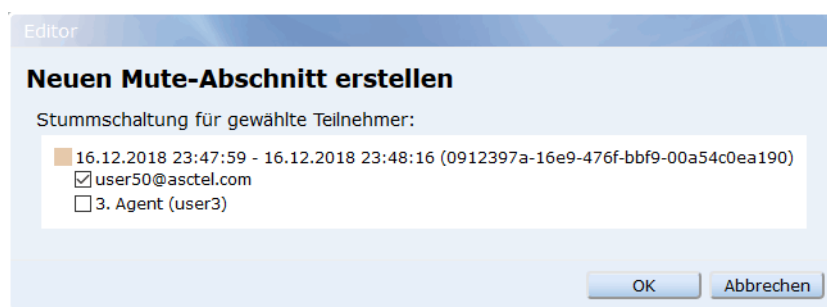 Editor
Neuen Mute-Abschnitt erstellen
Stummschaltung für gewählte Teilnehmer:
16.12.2018 23:47:59 - 16.12.2018 23:48:16 (0912397a-16e9-476f-bbf9-00a54c0ea190)
user50@asctel.com
3. Agent (user3)
OK Abbrechen